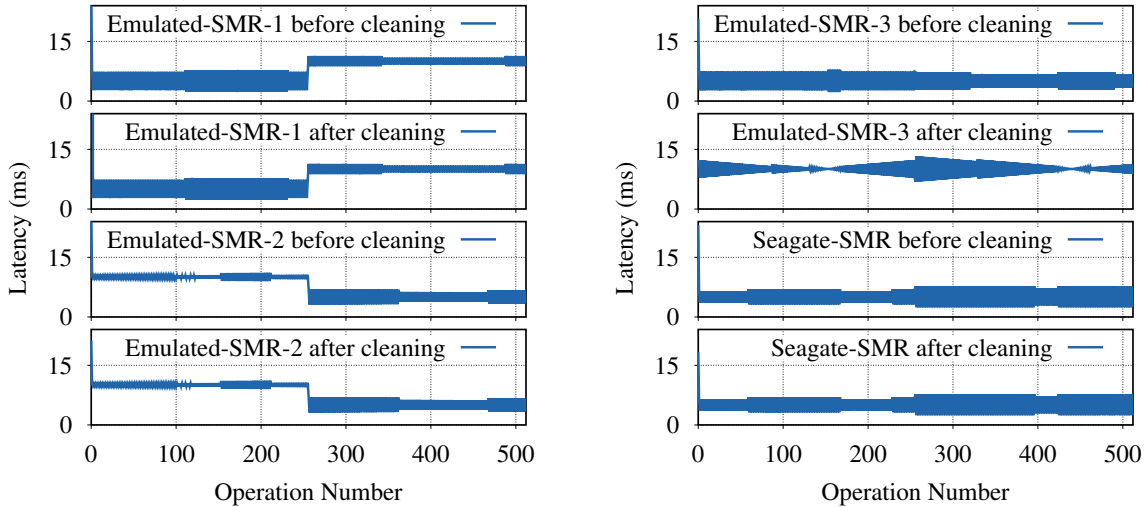 Emulated-SMR-1 before cleaning
15
0
Emulated-SMR-1 after cleaning
15
0
Emulated-SMR-2 before cleaning
15
0
Emulated-SMR-2 after cleaning
15
0
0 100 200 300 400 500
Latency (ms)
Operation Number
Emulated-SMR-3 before cleaning
15
0
Emulated-SMR-3 after cleaning
15
0
Seagate-SMR before cleaning
15
0
Seagate-SMR after cleaning
15
0
0 100 200 300 400 500
Latency (ms)
Operation Number